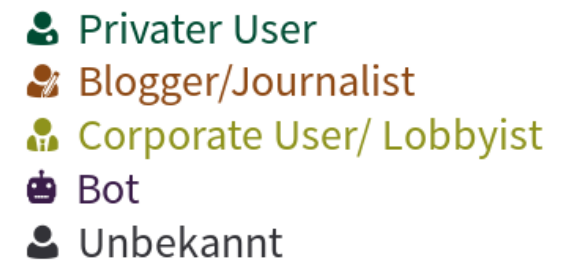 Privater User
Blogger/Journalist
Corporate User/ Lobbyist
Bot
Unbekannt